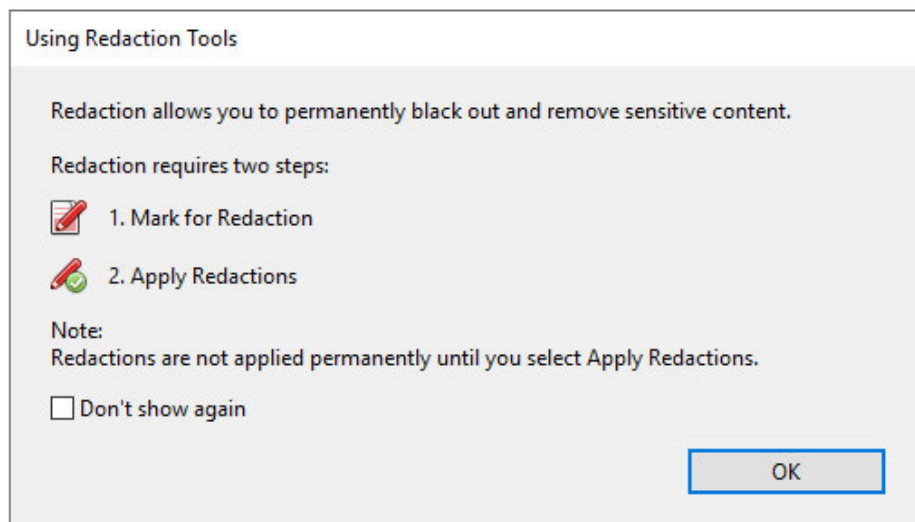 Using Redaction Tools
Redaction allows you to permanently black out and remove sensitive content.
Redaction requires two steps:
1. Mark for Redaction
2. Apply Redactions
Note:
Redactions are not applied permanently until you select Apply Redactions.
Don't show again
OK